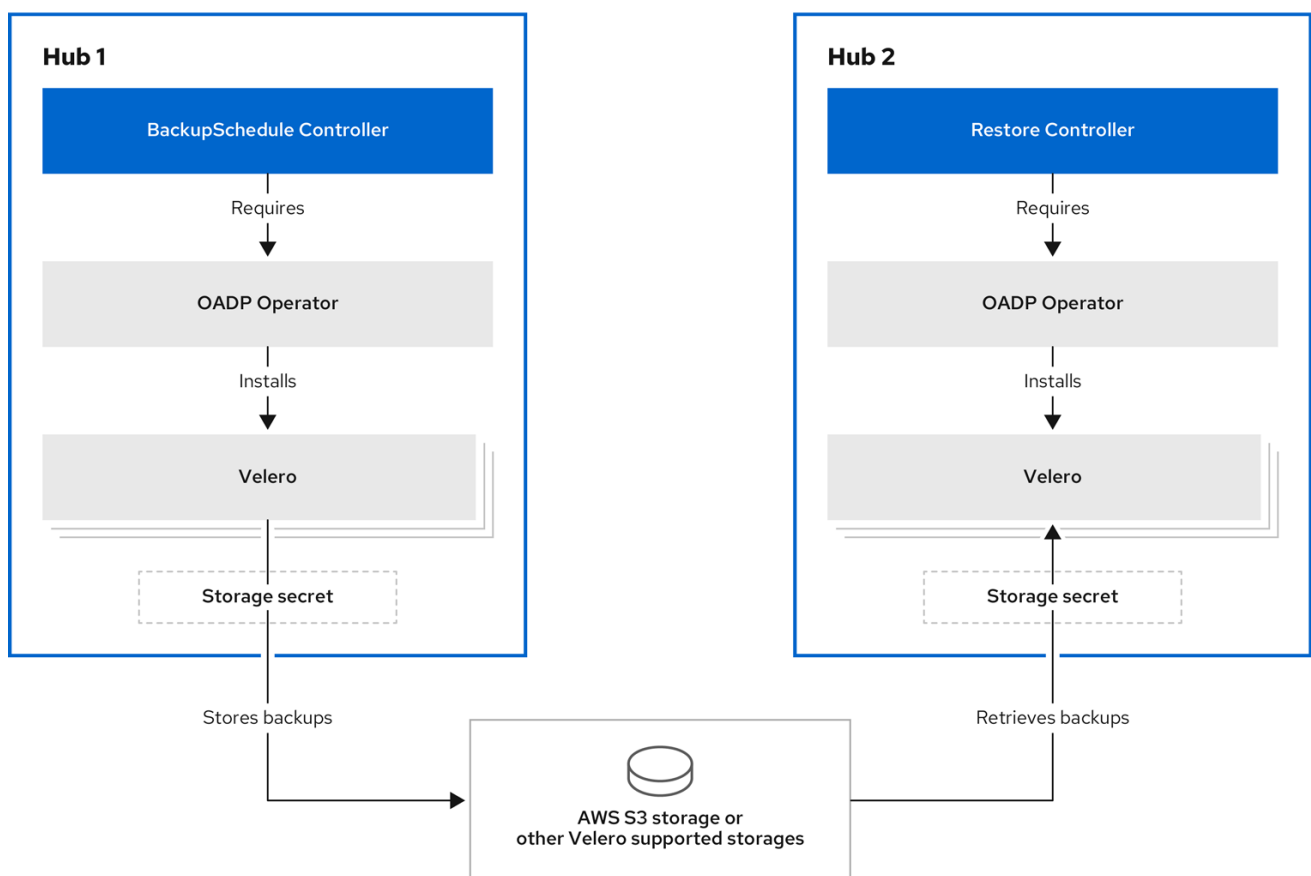 Hub 1
BackupSchedule Controller
Requires
OADP Operator
Installs
Velero
Storage secret
Stores backups
Hub 2
Restore Controller
Requires
OADP Operator
Installs
Velero
Storage secret
Retrieves backups
AWS S3 storage or
other Velero supported storages